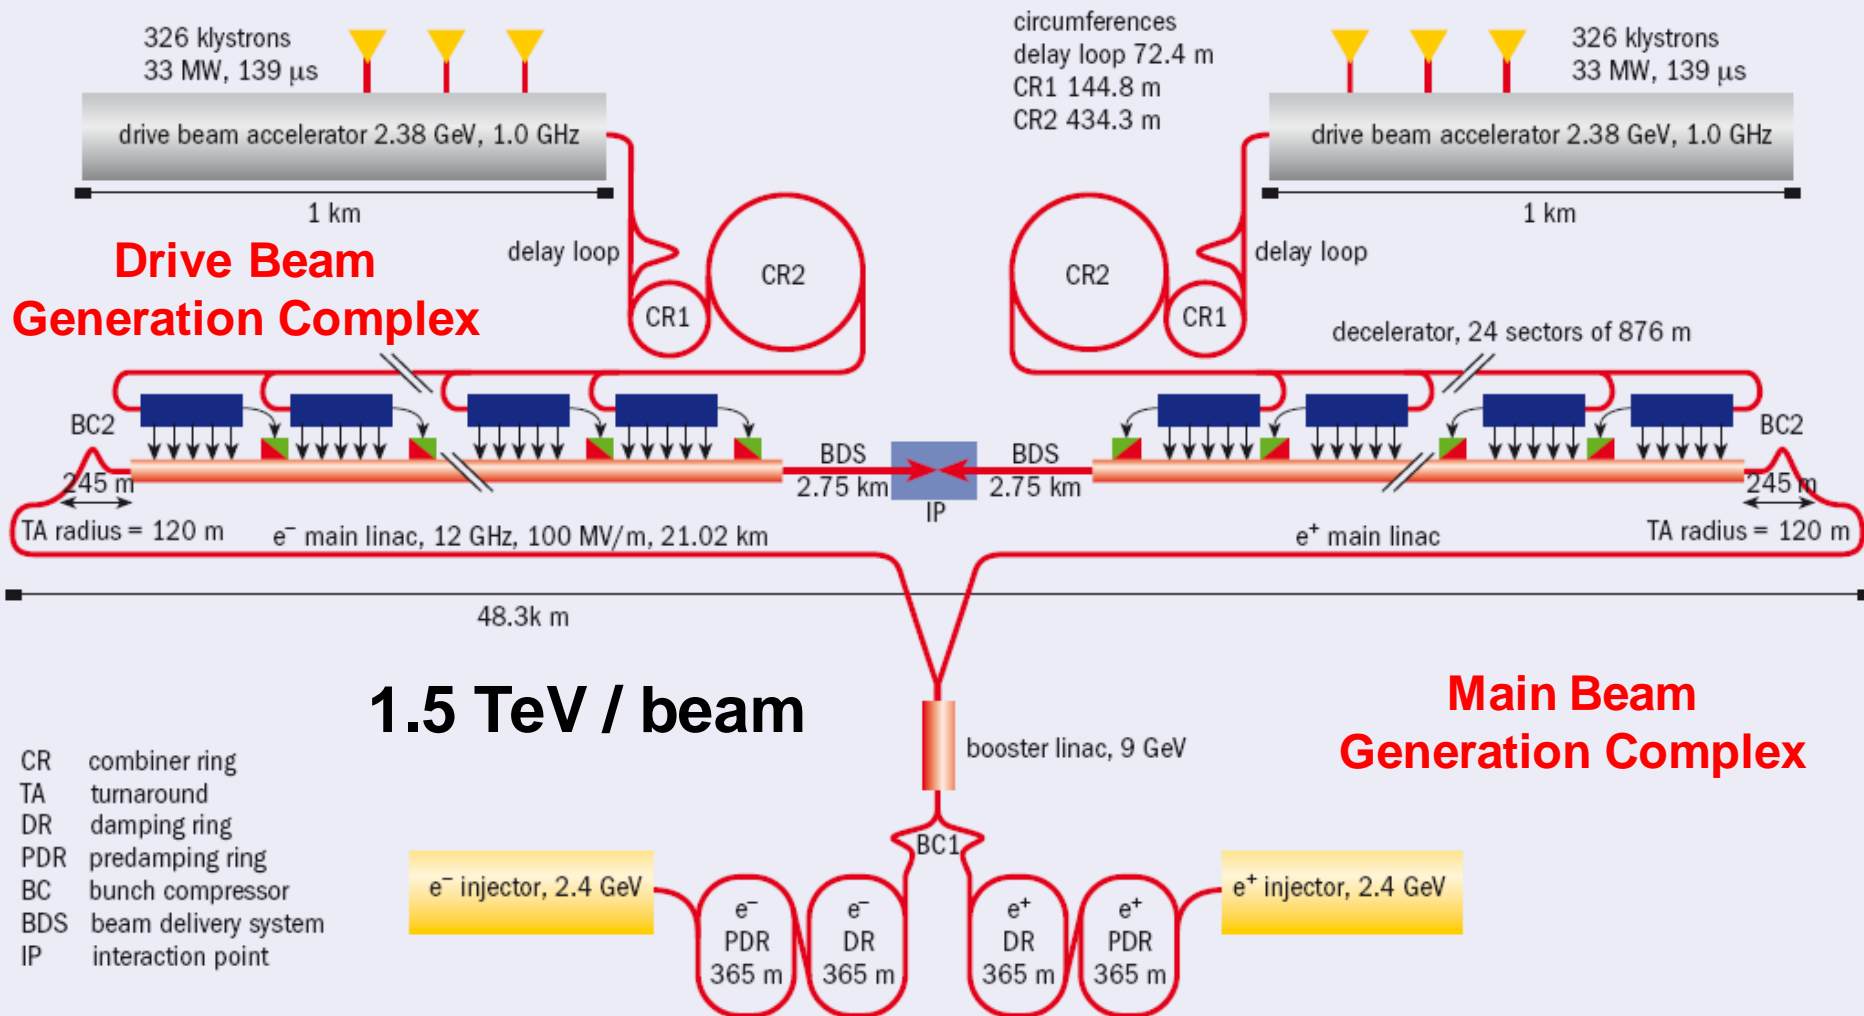 326 klystrons
33 MW, 139 μs
circumferences
delay loop 72.4 m
CR1 144.8 m
CR2 434.3 m
326 klystrons
33 MW, 139 μs
drive beam accelerator 2.38 GeV, 1.0 GHz
drive beam accelerator 2.38 GeV, 1.0 GHz
1 km
1 km
Drive Beam
Generation Complex
delay loop
CR1
CR2
CR2
CR1
delay loop
decelerator, 24 sectors of 876 m
BC2
BC2
245 m
BDS
2.75 km
IP
BDS
2.75 km
245 m
TA radius = 120 m
e⁻ main linac, 12 GHz, 100 MV/m, 21.02 km
e⁺ main linac
TA radius = 120 m
48.3k m
1.5 TeV / beam
Main Beam
Generation Complex
booster linac, 9 GeV
CR combiner ring
TA turnaround
DR damping ring
PDR predamping ring
BC bunch compressor
BDS beam delivery system
IP interaction point
BC1
e⁻ injector, 2.4 GeV
e⁻
PDR
365 m
e⁻
DR
365 m
e⁺
DR
365 m
e⁺
PDR
365 m
e⁺ injector, 2.4 GeV